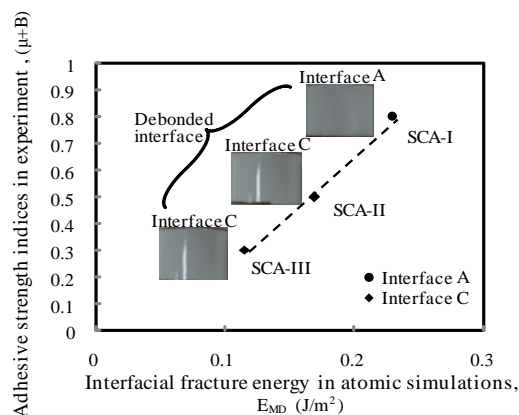 Adhesive strength indices in experiment , (μ+B)
1
0.9
0.8
0.7
0.6
0.5
0.4
0.3
0.2
0.1
0
Interface A
Debonded
interface
Interface C
Interface C
SCA-I
SCA-II
SCA-III
Interface A
Interface C
0 0.1 0.2 0.3
Interfacial fracture energy in atomic simulations,
E_MD (J/m²)